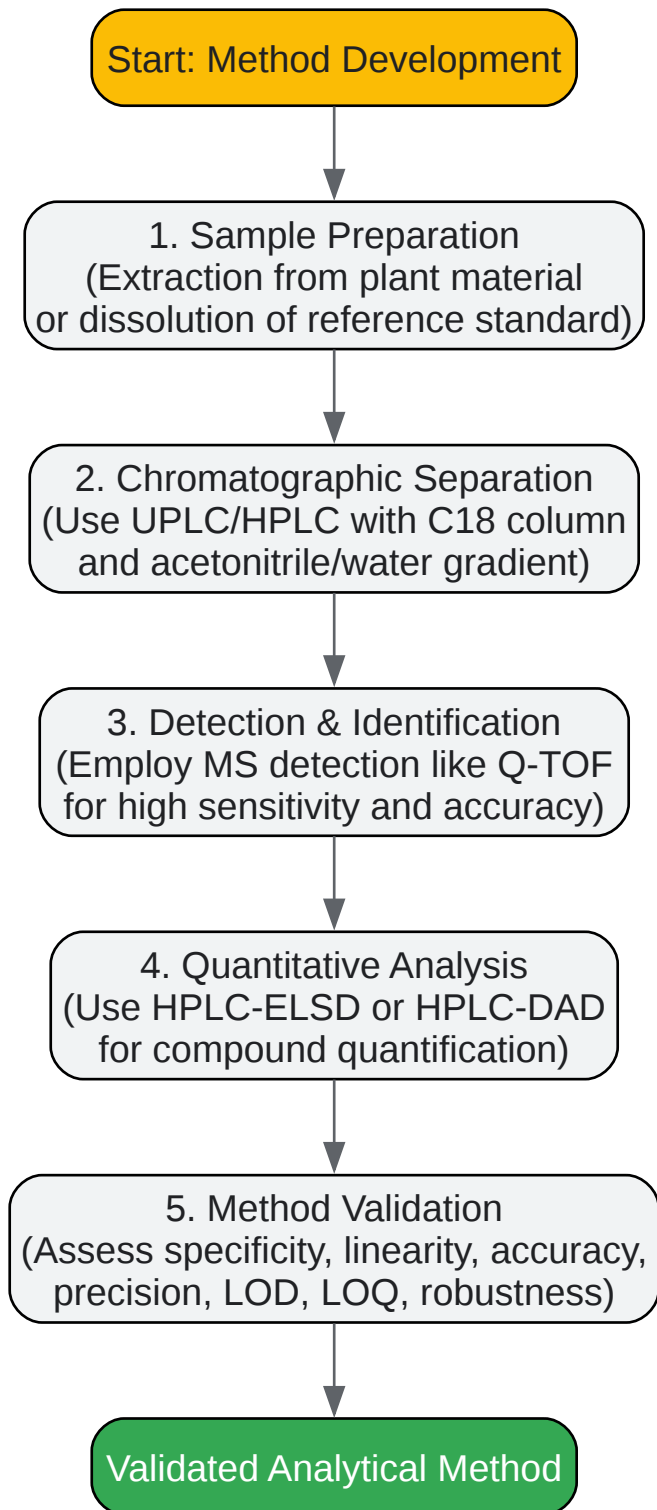 Start: Method Development
1. Sample Preparation
(Extraction from plant material
or dissolution of reference standard)
2. Chromatographic Separation
(Use UPLC/HPLC with C18 column
and acetonitrile/water gradient)
3. Detection & Identification
(Employ MS detection like Q-TOF
for high sensitivity and accuracy)
4. Quantitative Analysis
(Use HPLC-ELSD or HPLC-DAD
for compound quantification)
5. Method Validation
(Assess specificity, linearity, accuracy,
precision, LOD, LOQ, robustness)
Validated Analytical Method